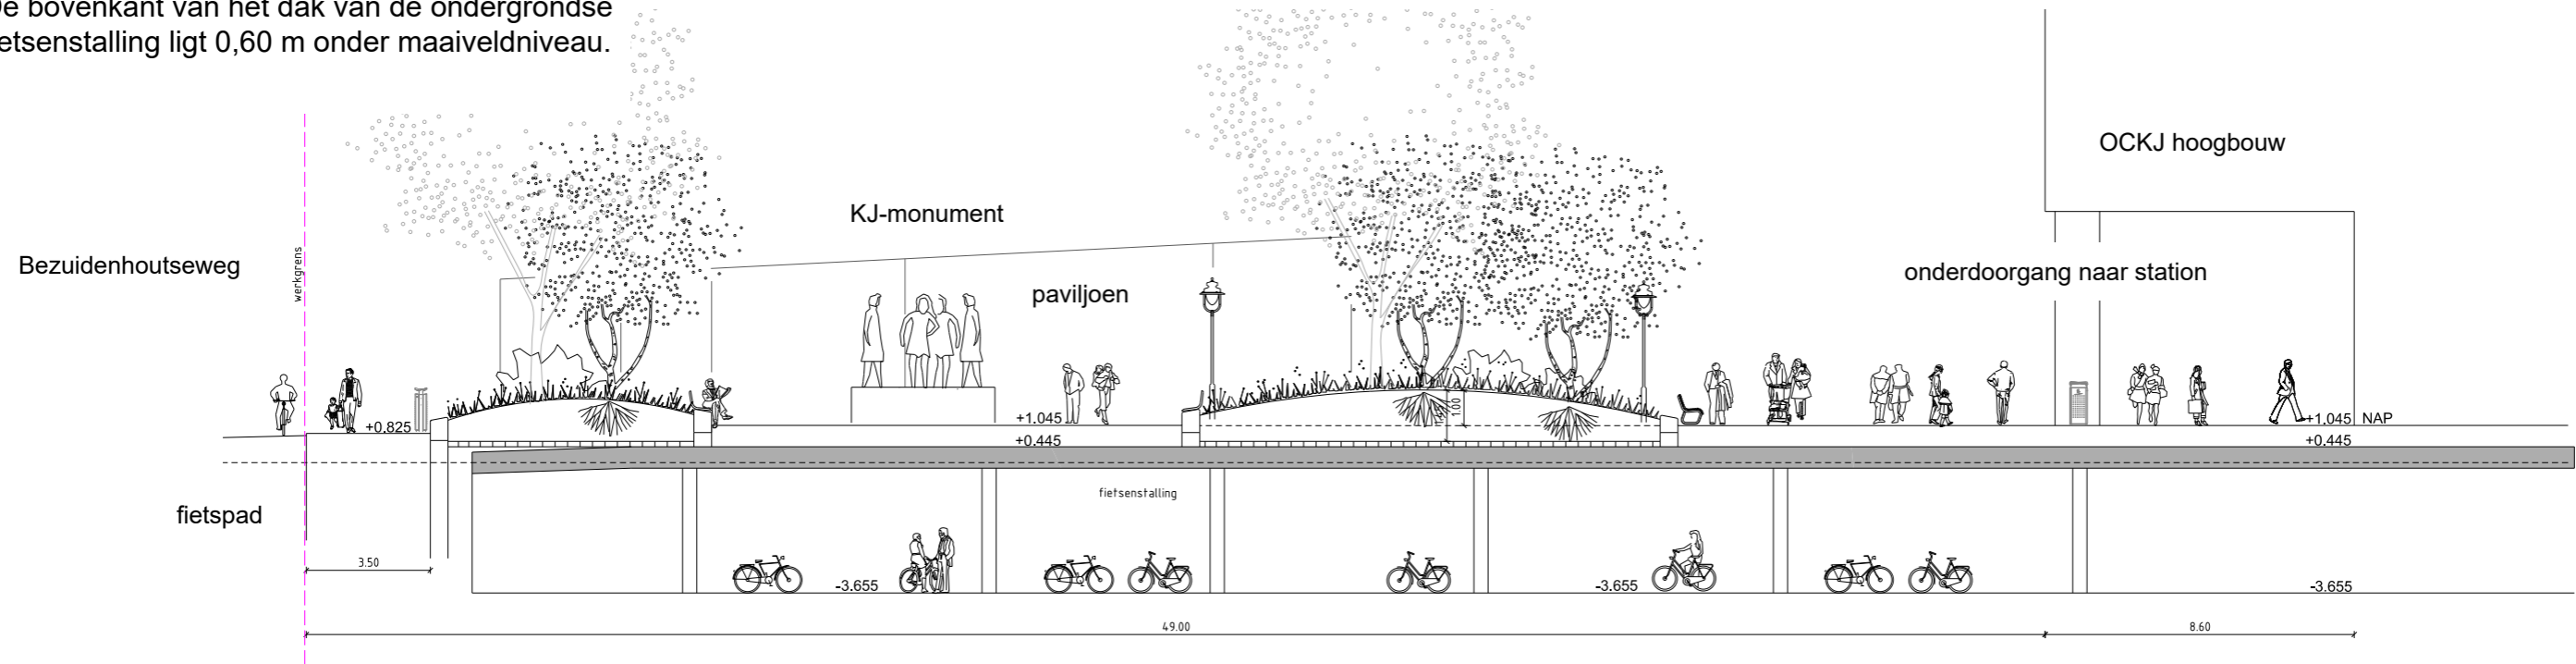 De bovenkant van het dak van de ondergrondse
etsenstalling ligt 0,60 m onder maaiveldniveau.
OCKJ hoogbouw
KJ-monument
Bezuidenhoutseweg
werkgrens
onderdoorgang naar station
paviljoen
1.00
+0.825
+1.045
+1.045 NAP
+0.445
+0.445
fietsenstalling
fietspad
3.50
-3.655
-3.655
-3.655
49.00
8.60